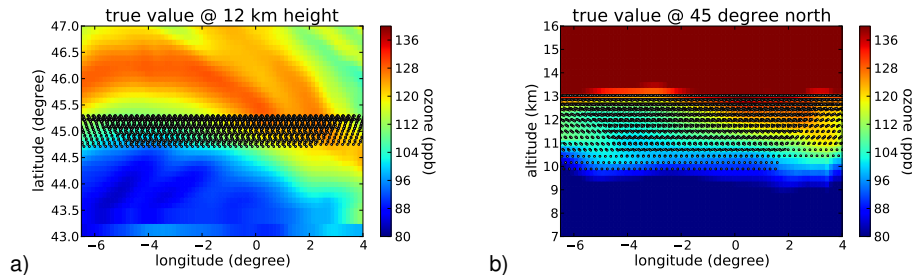 true value @ 12 km height
47.0
46.5
46.0
45.5
45.0
44.5
44.0
43.5
43.0
latitude (degree)
−6 −4 −2 0 2 4
longitude (degree)
136
128
120
112
104
96
88
80
ozone (ppb)
a)
true value @ 45 degree north
16
15
14
13
12
11
10
9
8
7
altitude (km)
−6 −4 −2 0 2 4
longitude (degree)
136
128
120
112
104
96
88
80
ozone (ppb)
b)